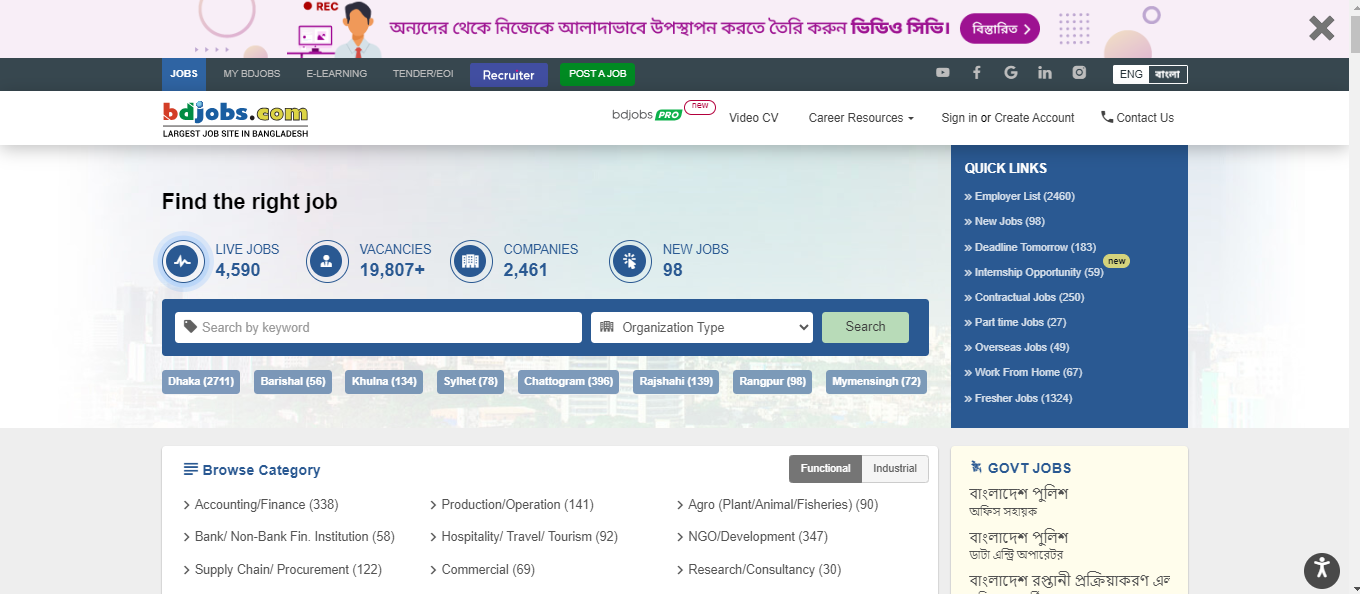 REC
অন্যদের থেকে নিজেকে আলাদাভাবে উপস্থাপন করতে তৈরি করুন ভিডিও সিভি।
বিস্তারিত
JOBS MY BDJOBS E-LEARNING TENDER/EOI Recruiter POST A JOB
ENG বাংলা
bdjobs.com
LARGEST JOB SITE IN BANGLADESH
bdjobs PRO new Video CV Career Resources Sign in or Create Account Contact Us
Find the right job
LIVE JOBS
4,590
VACANCIES
19,807+
COMPANIES
2,461
NEW JOBS
98
Search by keyword Organization Type Search
Dhaka (2711) Barishal (56) Khulna (134) Sylhet (78) Chattogram (396) Rajshahi (139) Rangpur (98) Mymensingh (72)
QUICK LINKS
Employer List (2460)
New Jobs (98)
Deadline Tomorrow (183)
Internship Opportunity (59) new
Contractual Jobs (250)
Part time Jobs (27)
Overseas Jobs (49)
Work From Home (67)
Fresher Jobs (1324)
Browse Category Functional Industrial
Accounting/Finance (338) Production/Operation (141) Agro (Plant/Animal/Fisheries) (90)
Bank/ Non-Bank Fin. Institution (58) Hospitality/ Travel/ Tourism (92) NGO/Development (347)
Supply Chain/ Procurement (122) Commercial (69) Research/Consultancy (30)
GOVT JOBS
বাংলাদেশ পুলিশ
অফিস সহায়ক
বাংলাদেশ পুলিশ
ডাটা এন্ট্রি অপারেটর
বাংলাদেশ রপ্তানী প্রক্রিয়াকরণ